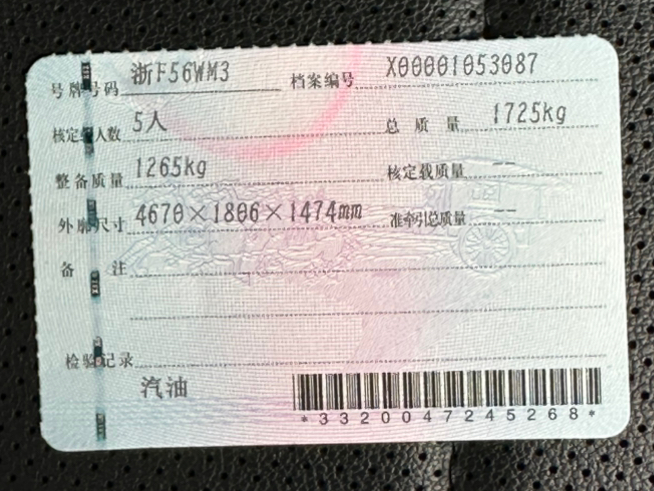 号牌号码 浙F56WM3 档案编号 X00001053087
核定载人数 5人 总质量 1725kg
整备质量 1265kg 核定载质量 --
外廓尺寸 4670×1806×1474mm 准牵引总质量 --
备注
检验记录
汽油
*3320047245268*